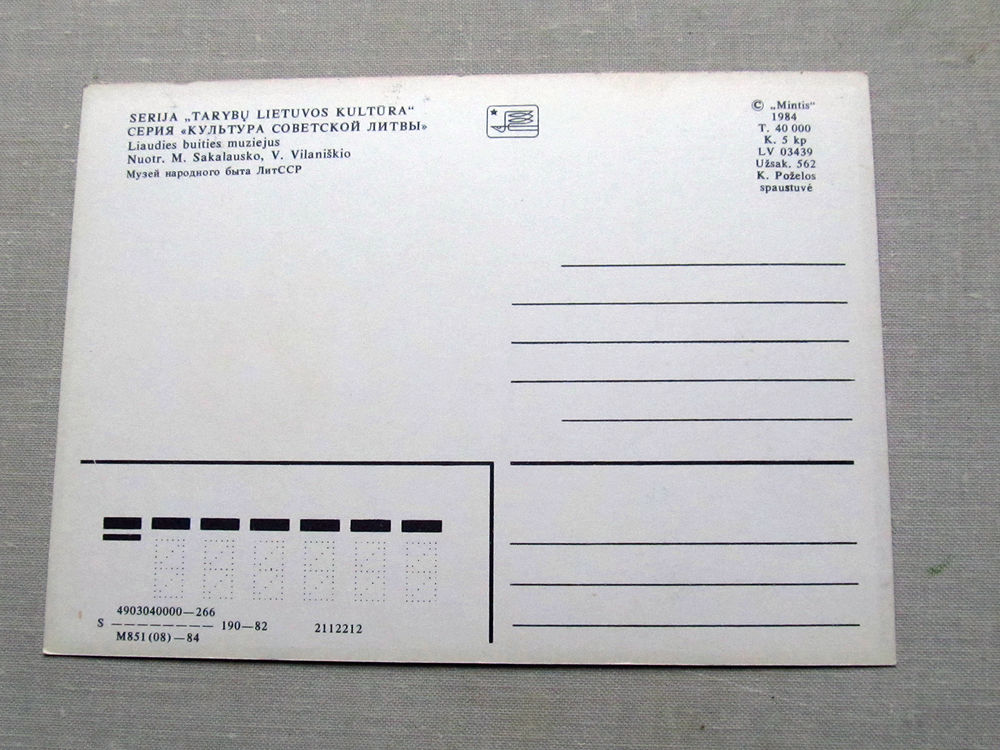 SERIJA „TARYBŲ LIETUVOS KULTŪRA“
СЕРИЯ «КУЛЬТУРА СОВЕТСКОЙ ЛИТВЫ»
Liaudies buities muziejus
Nuotr. M. Sakalausko, V. Vilaniškio
Музей народного быта ЛитССР
© „Mintis“
1984
T. 40 000
K. 5 kp
LV 03439
Užsak. 562
K. Poželos
spaustuvė
4903040000—266
S ————————— 190—82 2112212
M851(08)—84